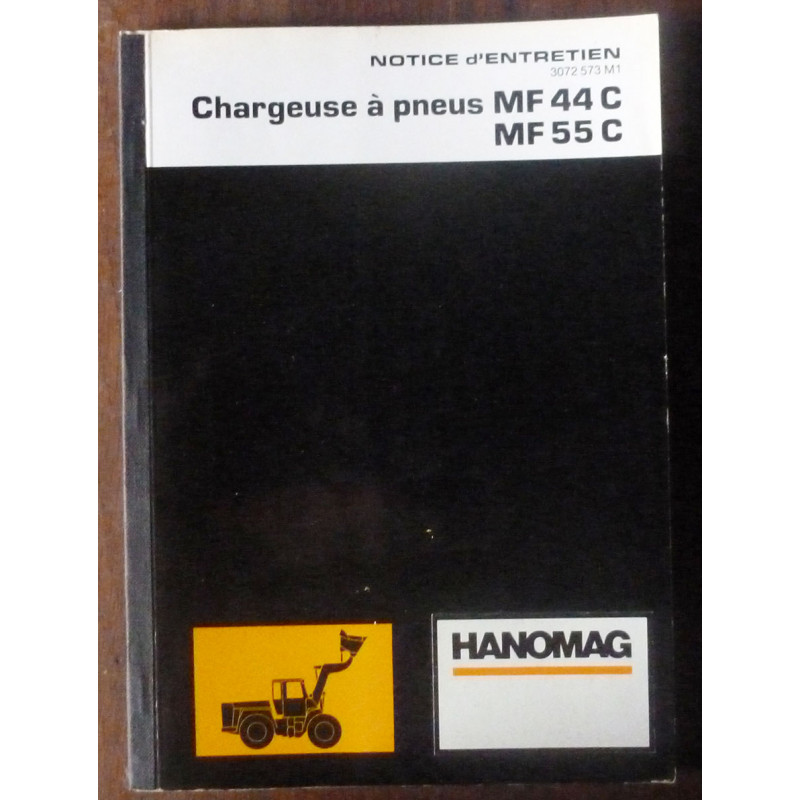 NOTICE d'ENTRETIEN
3072 573 M1
Chargeuse à pneus MF 44 C
MF 55 C
HANOMAG